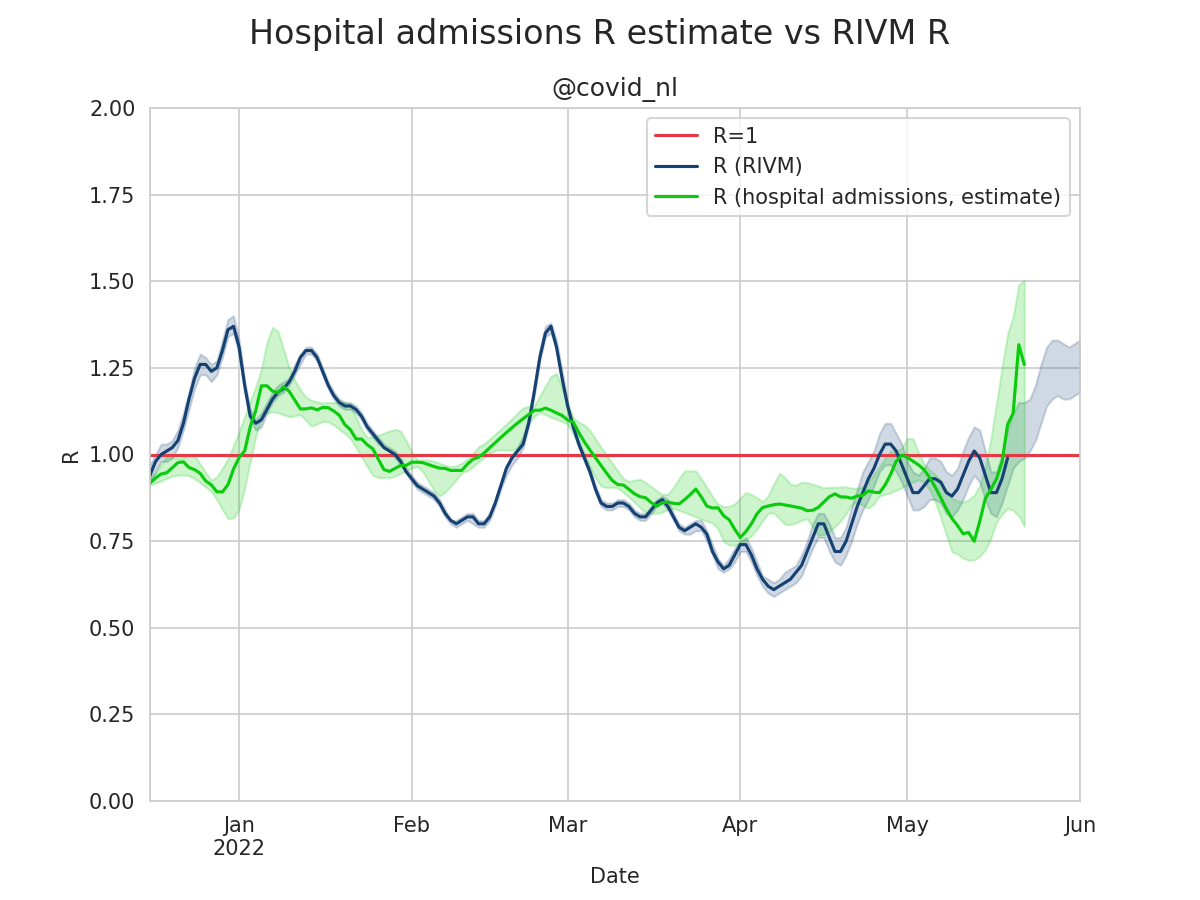 Hospital admissions R estimate vs RIVM R
@covid_nl
R=1
R (RIVM)
R (hospital admissions, estimate)
2.00
1.75
1.50
1.25
1.00
0.75
0.50
0.25
0.00
R
Jan
2022
Feb
Mar
Apr
May
Jun
Date